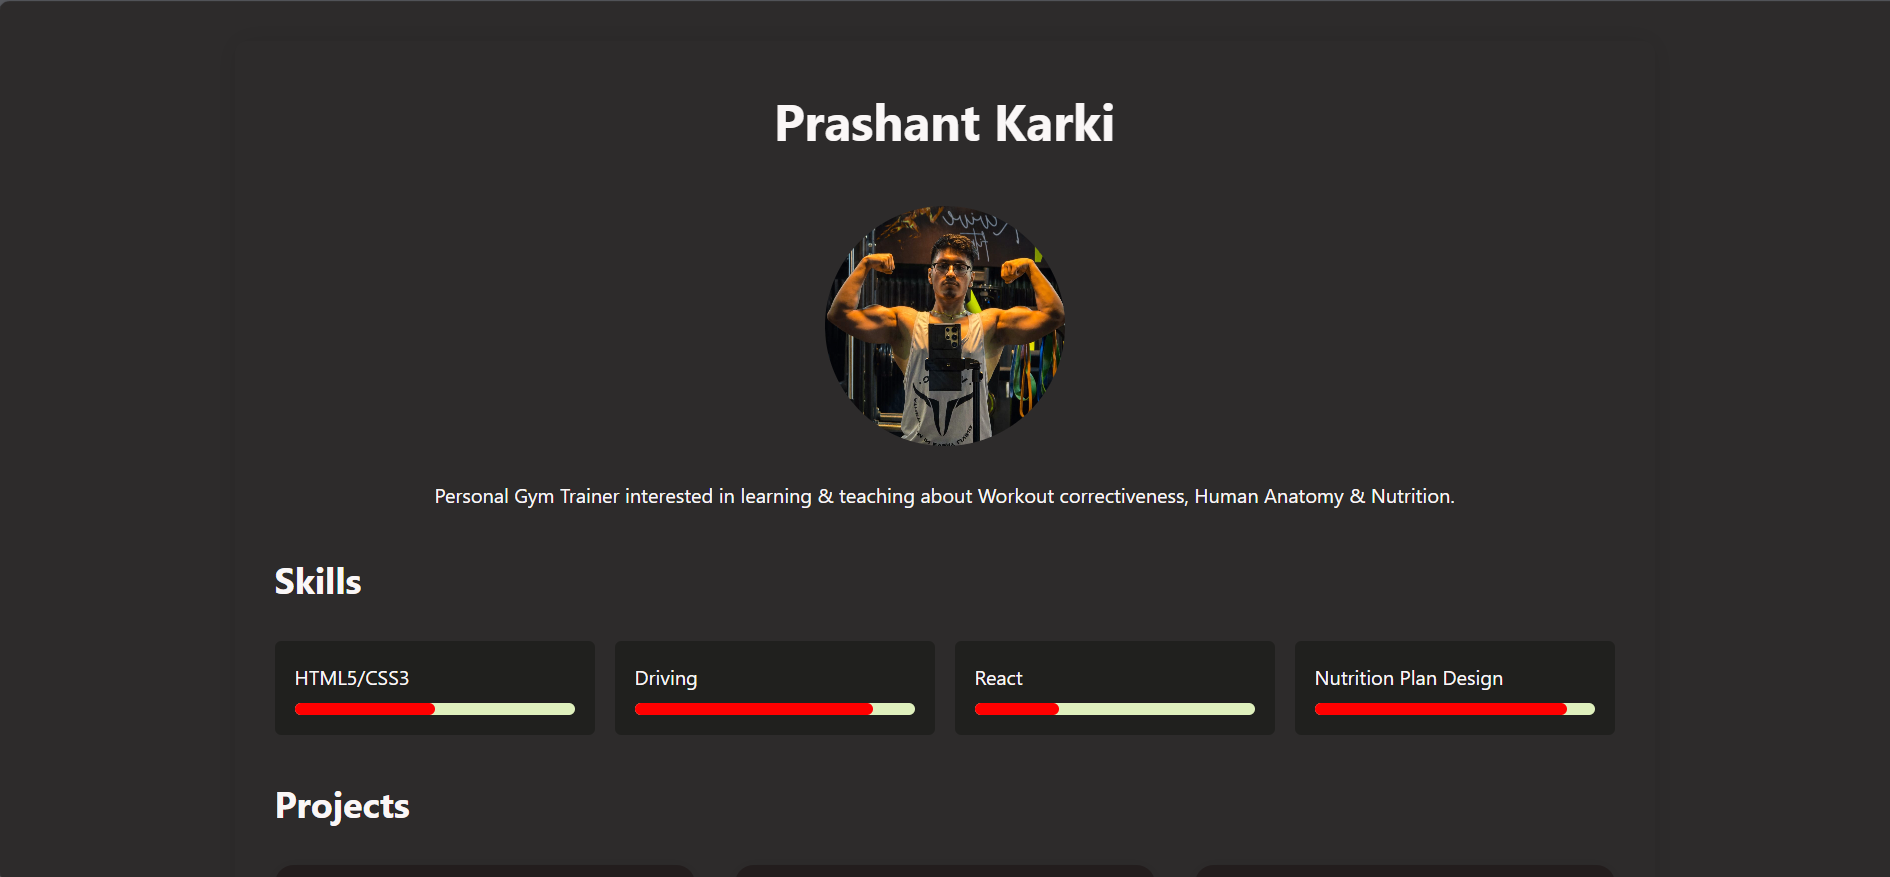 Prashant Karki
Personal Gym Trainer interested in learning & teaching about Workout correctiveness, Human Anatomy & Nutrition.
Skills
HTML5/CSS3
Driving
React
Nutrition Plan Design
Projects